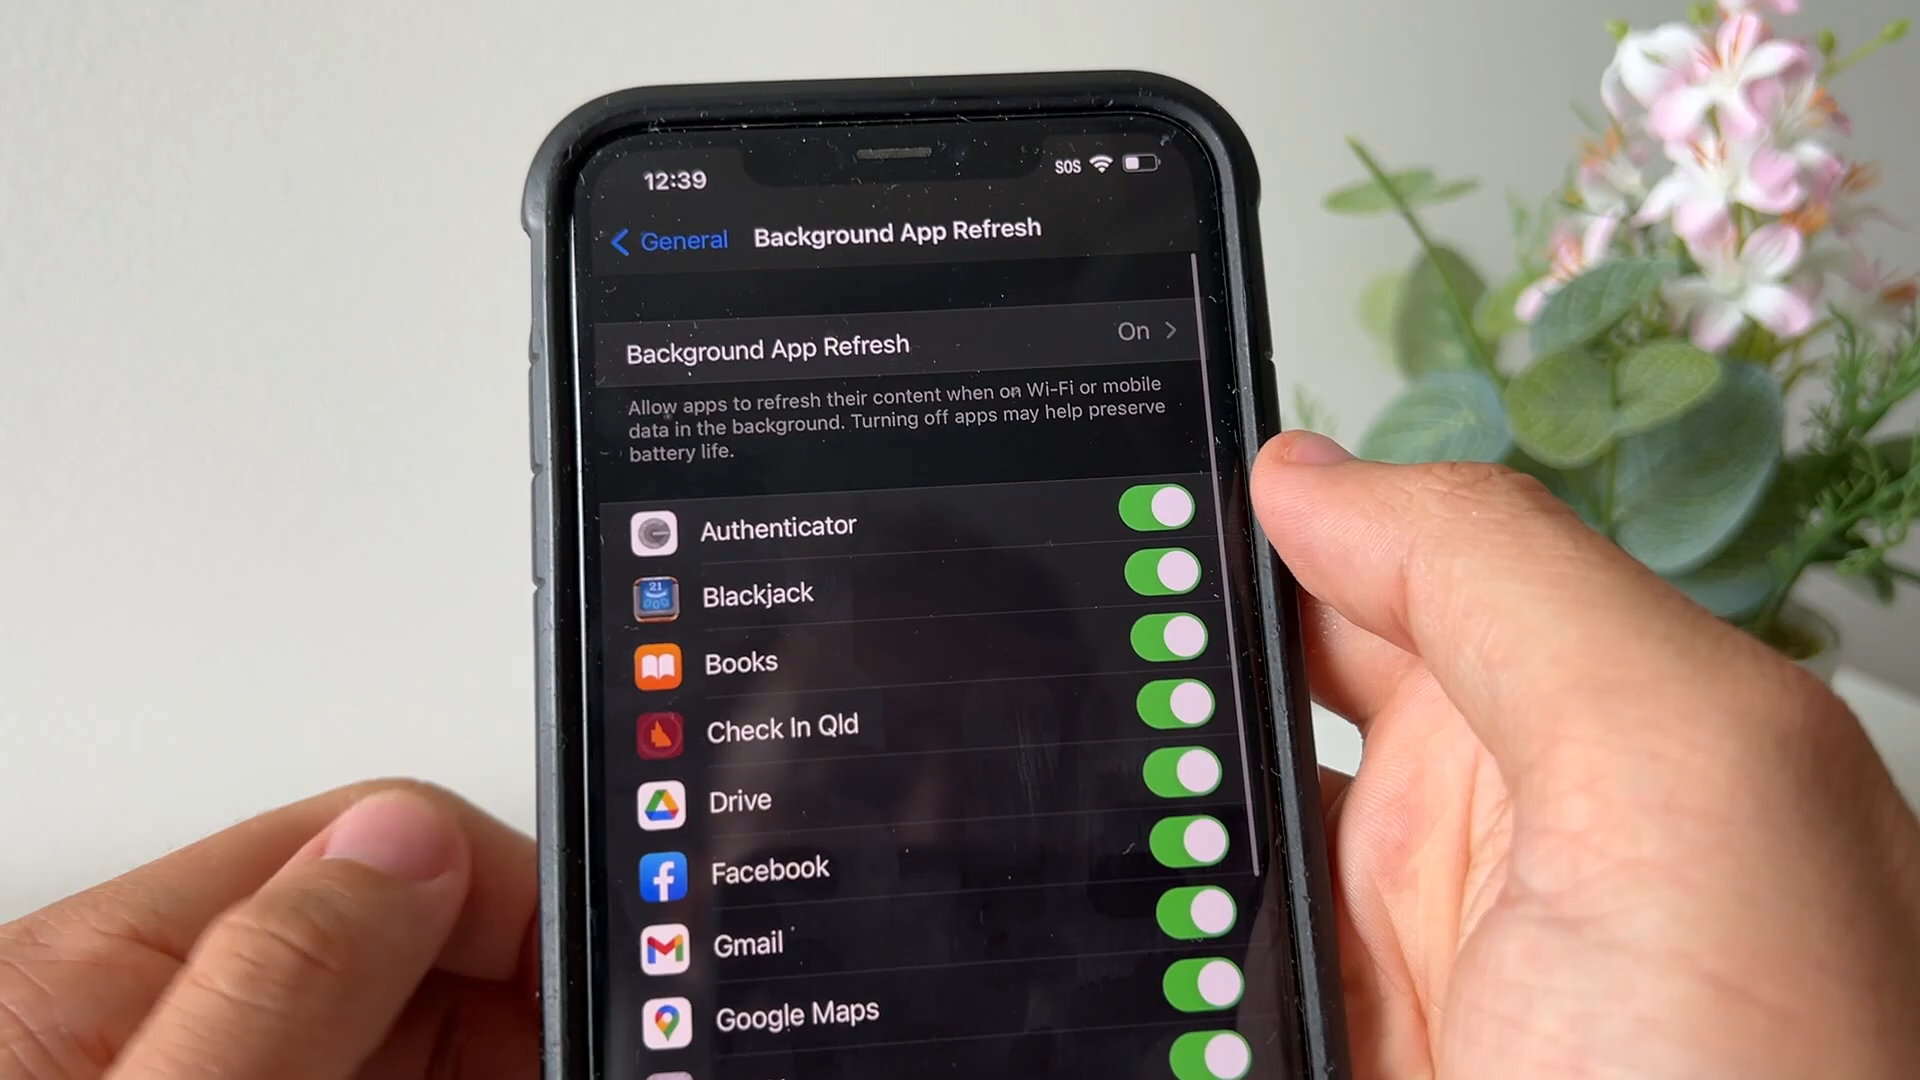 12:39
SOS
General
Background App Refresh
Background App Refresh
On
Allow apps to refresh their content when on Wi-Fi or mobile
data in the background. Turning off apps may help preserve
battery life.
Authenticator
21
Blackjack
Books
Check In Qld
Drive
Facebook
Gmail
Google Maps